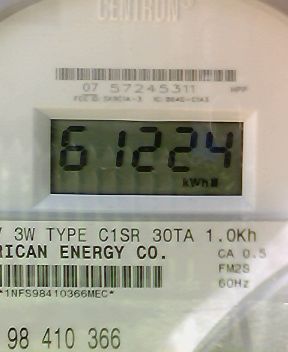 CENTRON
07 57245311 HPP
61224
kWh
V 3W TYPE C1SR 30TA 1.0Kh
RICAN ENERGY CO. CA 0.5
FM2S
*1NFS98410366MEC* 60Hz
98 410 366